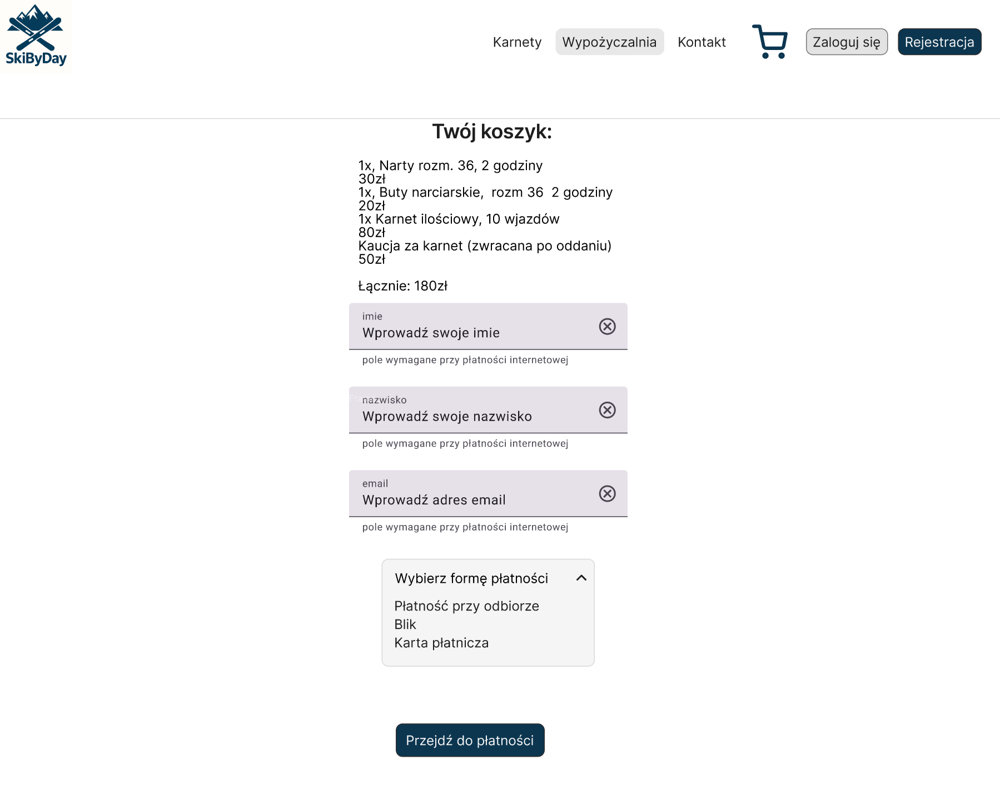 SkiByDay
Karnety Wypożyczalnia Kontakt Zaloguj się Rejestracja
Twój koszyk:
1x, Narty rozm. 36, 2 godziny
30zł
1x, Buty narciarskie,  rozm 36  2 godziny
20zł
1x Karnet ilościowy, 10 wjazdów
80zł
Kaucja za karnet (zwracana po oddaniu)
50zł
Łącznie: 180zł
imie
Wprowadź swoje imie
pole wymagane przy płatności internetowej
nazwisko
Wprowadź swoje nazwisko
pole wymagane przy płatności internetowej
email
Wprowadź adres email
pole wymagane przy płatności internetowej
Wybierz formę płatności
Płatność przy odbiorze
Blik
Karta płatnicza
Przejdź do płatności